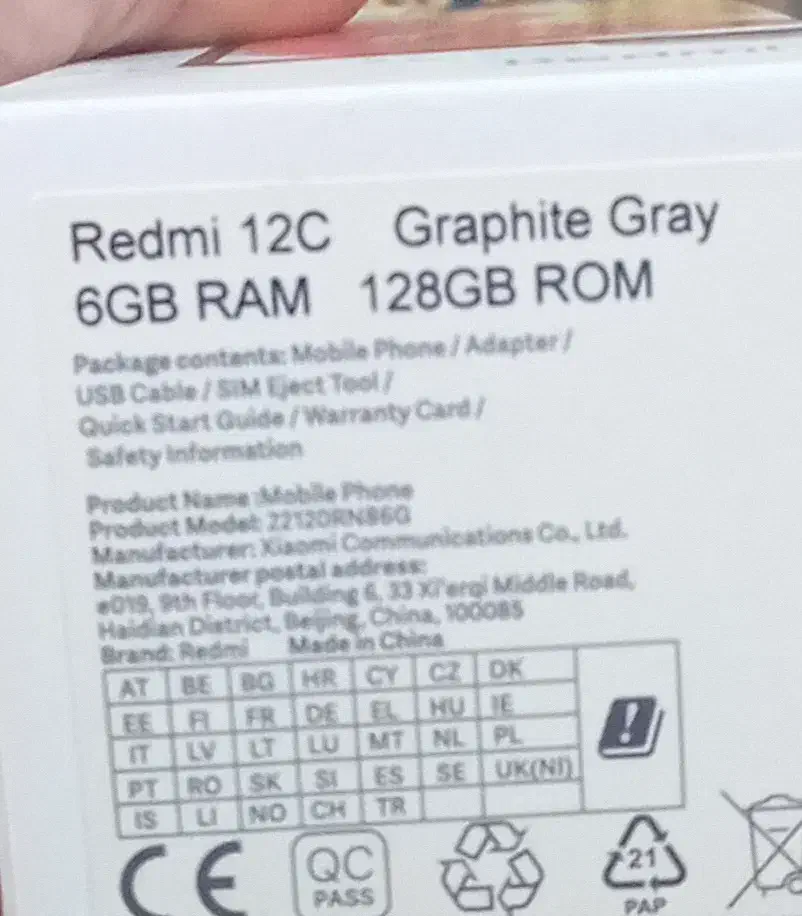 Redmi 12C Graphite Gray
6GB RAM 128GB ROM
Package contents: Mobile Phone / Adapter /
USB Cable / SIM Eject Tool /
Quick Start Guide / Warranty Card /
Safety Information
Product Name :Mobile Phone
Product Model: 22120RN86G
Manufacturer: Xiaomi Communications Co., Ltd.
Manufacturer postal address:
#019, 9th Floor, Building 6, 33 Xi'erqi Middle Road,
Haidian District, Beijing, China, 100085
Brand: Redmi Made in China
AT BE BG HR CY CZ DK
EE FI FR DE EL HU IE
IT LV LT LU MT NL PL
PT RO SK SI ES SE UK(NI)
IS LI NO CH TR
!
CE QC 21
PASS PAP